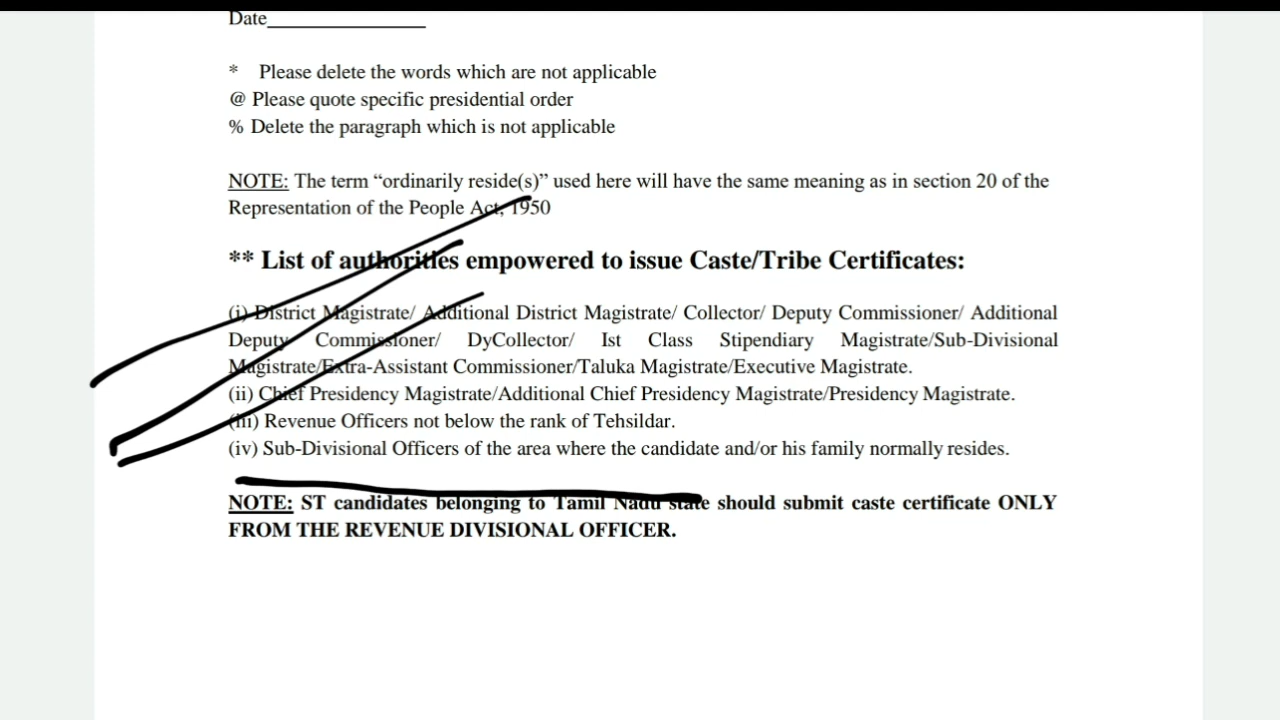 Date_______________
* Please delete the words which are not applicable
@ Please quote specific presidential order
% Delete the paragraph which is not applicable
NOTE: The term “ordinarily reside(s)” used here will have the same meaning as in section 20 of the
Representation of the People Act, 1950
** List of authorities empowered to issue Caste/Tribe Certificates:
(i) District Magistrate/ Additional District Magistrate/ Collector/ Deputy Commissioner/ Additional
Deputy Commissioner/ DyCollector/ Ist Class Stipendiary Magistrate/Sub-Divisional
Magistrate/Extra-Assistant Commissioner/Taluka Magistrate/Executive Magistrate.
(ii) Chief Presidency Magistrate/Additional Chief Presidency Magistrate/Presidency Magistrate.
(iii) Revenue Officers not below the rank of Tehsildar.
(iv) Sub-Divisional Officers of the area where the candidate and/or his family normally resides.
NOTE: ST candidates belonging to Tamil Nadu state should submit caste certificate ONLY
FROM THE REVENUE DIVISIONAL OFFICER.